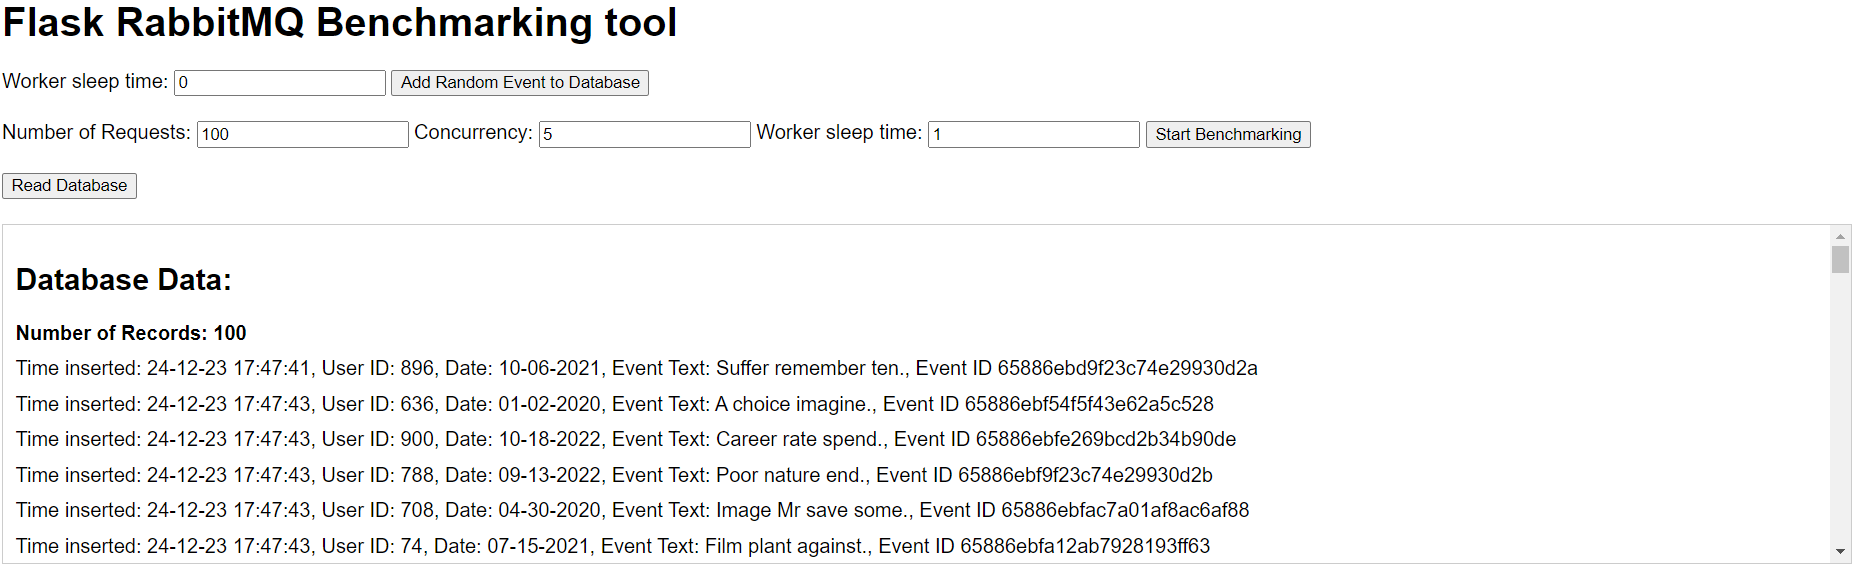 Flask RabbitMQ Benchmarking tool
Worker sleep time: 0 Add Random Event to Database
Number of Requests: 100 Concurrency: 5 Worker sleep time: 1 Start Benchmarking
Read Database
Database Data:
Number of Records: 100
Time inserted: 24-12-23 17:47:41, User ID: 896, Date: 10-06-2021, Event Text: Suffer remember ten., Event ID 65886ebd9f23c74e29930d2a
Time inserted: 24-12-23 17:47:43, User ID: 636, Date: 01-02-2020, Event Text: A choice imagine., Event ID 65886ebf54f5f43e62a5c528
Time inserted: 24-12-23 17:47:43, User ID: 900, Date: 10-18-2022, Event Text: Career rate spend., Event ID 65886ebfe269bcd2b34b90de
Time inserted: 24-12-23 17:47:43, User ID: 788, Date: 09-13-2022, Event Text: Poor nature end., Event ID 65886ebf9f23c74e29930d2b
Time inserted: 24-12-23 17:47:43, User ID: 708, Date: 04-30-2020, Event Text: Image Mr save some., Event ID 65886ebfac7a01af8ac6af88
Time inserted: 24-12-23 17:47:43, User ID: 74, Date: 07-15-2021, Event Text: Film plant against., Event ID 65886ebfa12ab7928193ff63